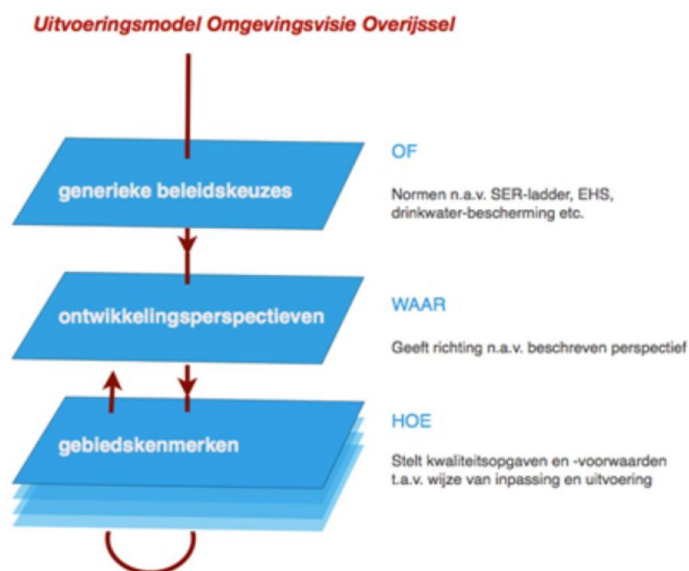 Uitvoeringsmodel Omgevingsvisie Overijssel
generieke beleidskeuzes
OF
Normen n.a.v. SER-ladder, EHS,
drinkwater-bescherming etc.
ontwikkelingsperspectieven
WAAR
Geeft richting n.a.v. beschreven perspectief
gebiedskenmerken
HOE
Stelt kwaliteitsopgaven en -voorwaarden
t.a.v. wijze van inpassing en uitvoering